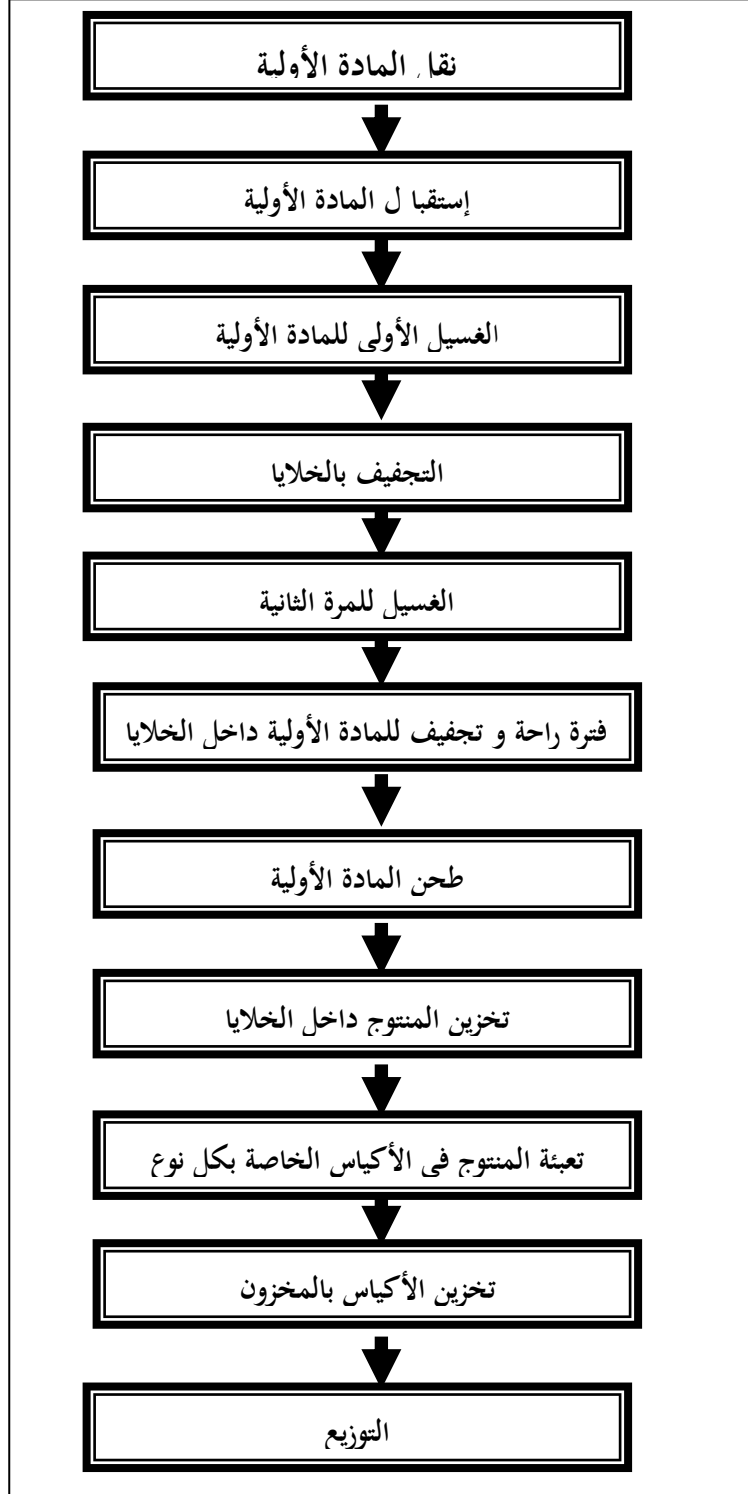 نقل المادة الأولية
إستقبا ل المادة الأولية
الغسيل الأولى للمادة الأولية
التجفيف بالخلايا
الغسيل للمرة الثانية
فترة راحة و تجفيف للمادة الأولية داخل الخلايا
طحن المادة الأولية
تخزين المنتوج داخل الخلايا
تعبئة المنتوج في الأكياس الخاصة بكل نوع
تخزين الأكياس بالمخزون
التوزيع